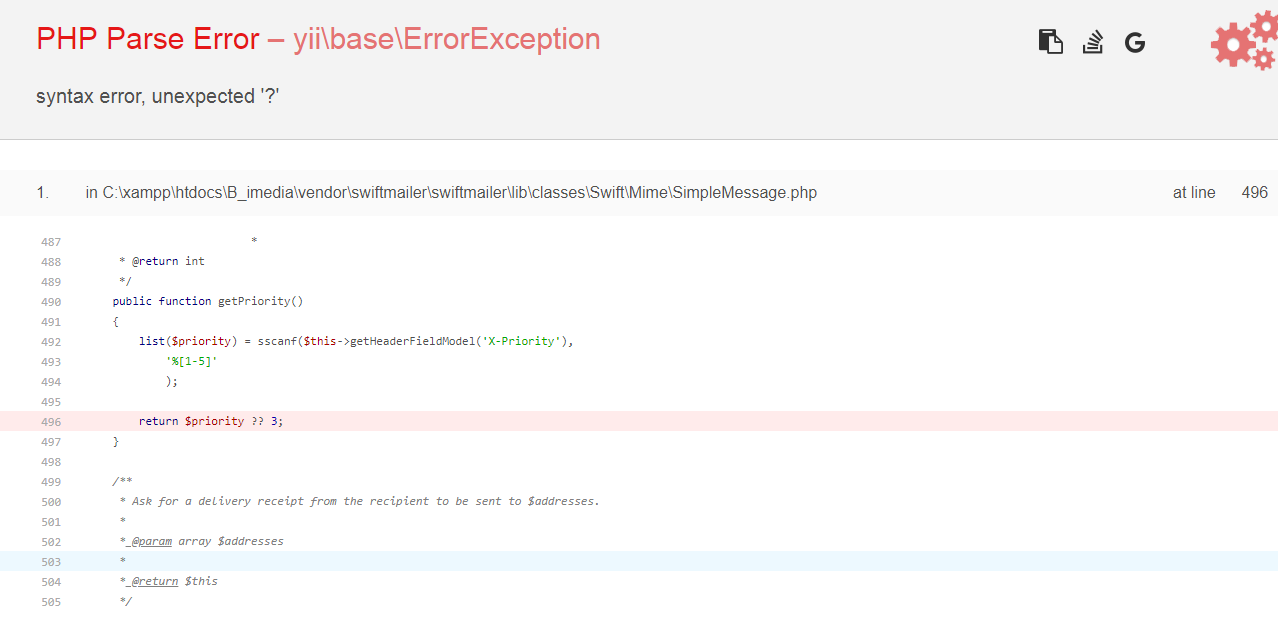 PHP Parse Error – yii\base\ErrorException
syntax error, unexpected '?'
1. in C:\xampp\htdocs\B_imedia\vendor\swiftmailer\swiftmailer\lib\classes\Swift\Mime\SimpleMessage.php at line 496
487 *
488 * @return int
489 */
490 public function getPriority()
491 {
492 list($priority) = sscanf($this->getHeaderFieldModel('X-Priority'),
493 '%[1-5]'
494 );
495
496 return $priority ?? 3;
497 }
498
499 /**
500 * Ask for a delivery receipt from the recipient to be sent to $addresses.
501 *
502 * @param array $addresses
503 *
504 * @return $this
505 */